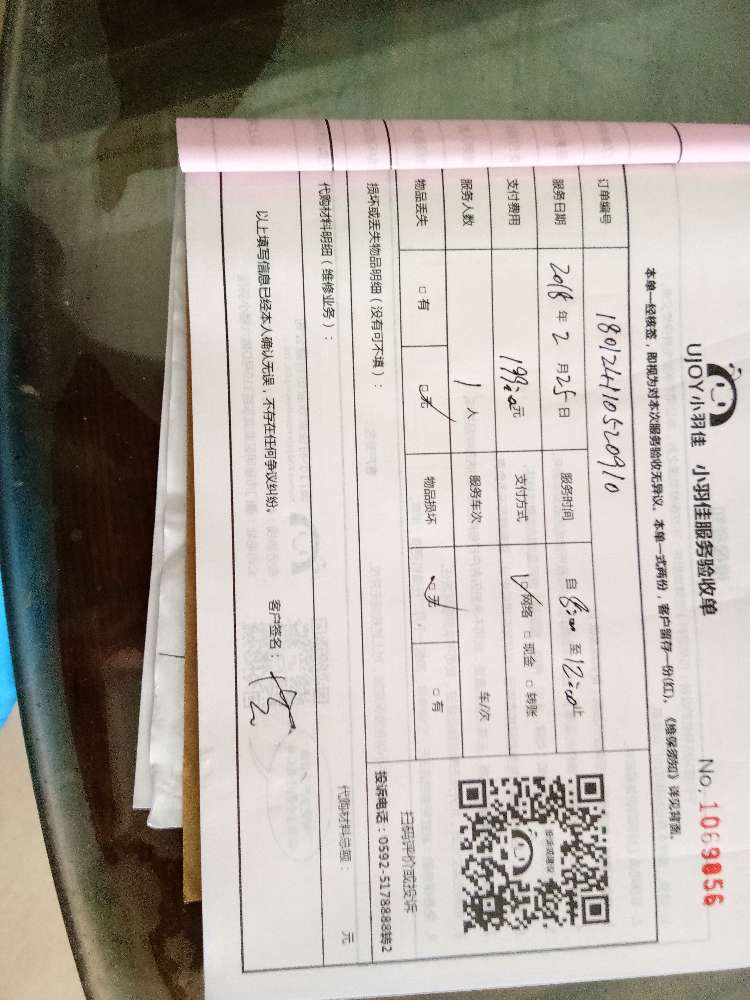 UJOY小羽佳 小羽佳服务验收单 No. 1069056
本单一经核签,即视为对本次服务验收无异议。本单一式两份,客户留存一份(红)。《维保须知》详见背面。
订单编号 180124110520910
服务日期 2018 年 2 月 25 日 服务时间 自 8:00 至 12:00 止
支付费用 199.0元 支付方式 ☑网络 □现金 □转账
服务人数 1 人 服务车次 车/次
物品丢失 □有 ☑无 物品损坏 ☑无 □有
损坏或丢失物品明细(没有可不填):
扫码评价或投诉
投诉电话:0592-5178888转2
代购材料明细(维修业务): 代购材料总额: 元
以上填写信息已经本人确认无误,不存在任何争议纠纷。 客户签名: